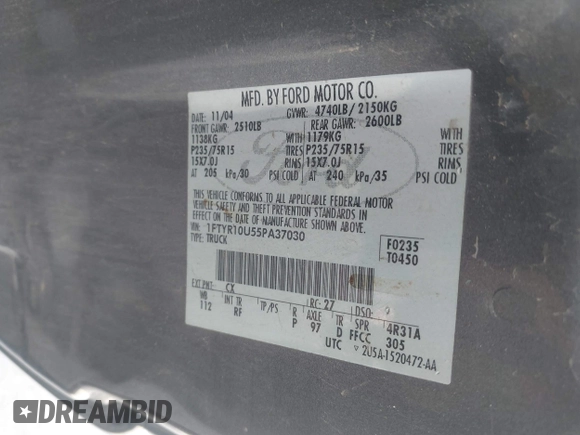 MFD. BY FORD MOTOR CO.
DATE: 11/04 GVWR: 4740LB/ 2150KG
FRONT GAWR: 2510LB REAR GAWR: 2600LB
1138KG WITH 1179KG WITH
P235/75R15 TIRES P235/75R15 TIRES
15X7.0J RIMS 15X7.0J RIMS
AT 205 kPa/30 PSI COLD AT 240 kPa/35 PSI COLD
THIS VEHICLE CONFORMS TO ALL APPLICABLE FEDERAL MOTOR
VEHICLE SAFETY AND THEFT PREVENTION STANDARDS IN
EFFECT ON THE DATE OF MANUFACTURE SHOWN ABOVE.
VIN: 1FTYR10U55PA37030
TYPE: TRUCK
F0235
T0450
EXT PNT: CX RC: 27 DSO:
WB INT TR TP/PS R AXLE TR SPR 4R31A
112 RF P 97 D FFCC 305
UTC 2U5A-1520472-AA
Ford
DREAMBID